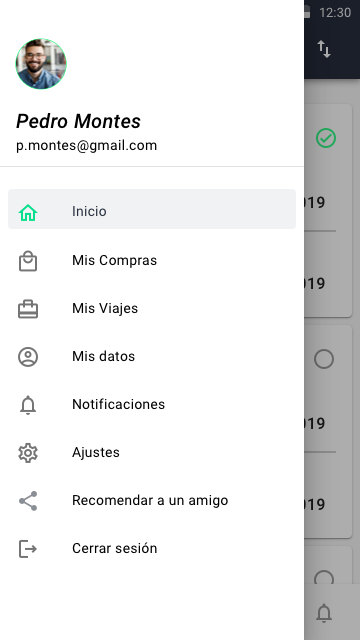 12:30
Pedro Montes
p.montes@gmail.com
Inicio
Mis Compras
Mis Viajes
Mis datos
Notificaciones
Ajustes
Recomendar a un amigo
Cerrar sesión
019
019
019
019